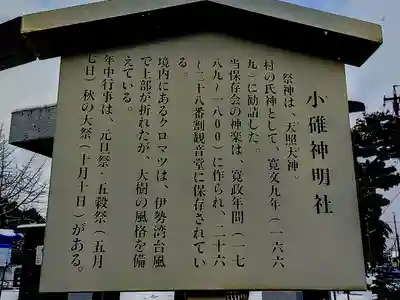 小碓神明社
祭神は、天照大神。
村の氏神として、寛文九年(一六六
九)に勧請した。
当保存会の神楽は、寛政年間(一七
八九~一八〇〇)に作られ、二十六
~三十八番割観音堂に保存されてい
る。
境内にあるクロマツは、伊勢湾台風
で上部が折れたが、大樹の風格を備
えている。
年中行事は、元旦祭・五穀祭(五月
七日)秋の大祭(十月十日)がある。